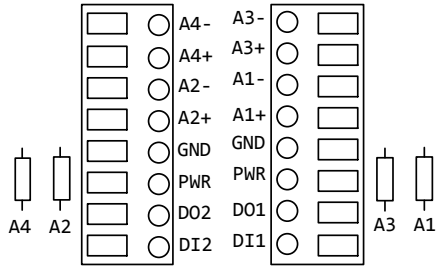 A4- A3-
A4+ A3+
A2- A1-
A2+ A1+
GND GND
PWR PWR
DO2 DO1
DI2 DI1
A4 A2 A3 A1